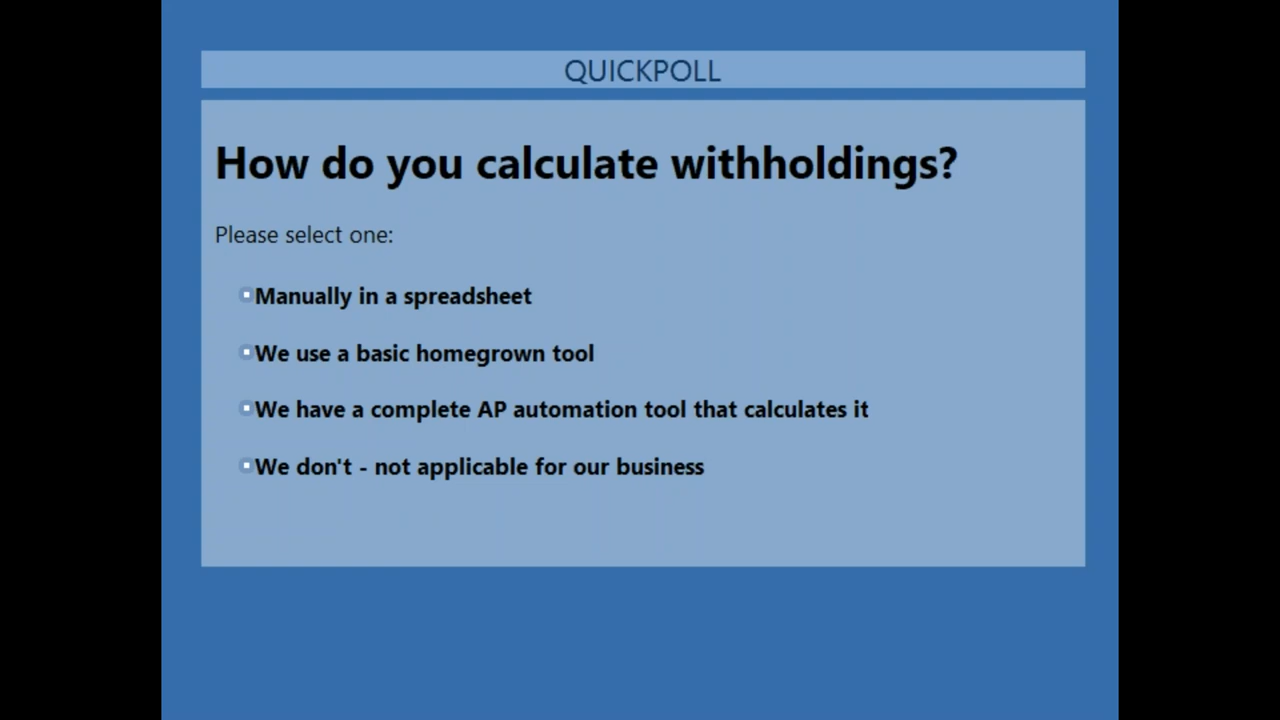 QUICKPOLL
How do you calculate withholdings?
Please select one:
Manually in a spreadsheet
We use a basic homegrown tool
We have a complete AP automation tool that calculates it
We don't - not applicable for our business